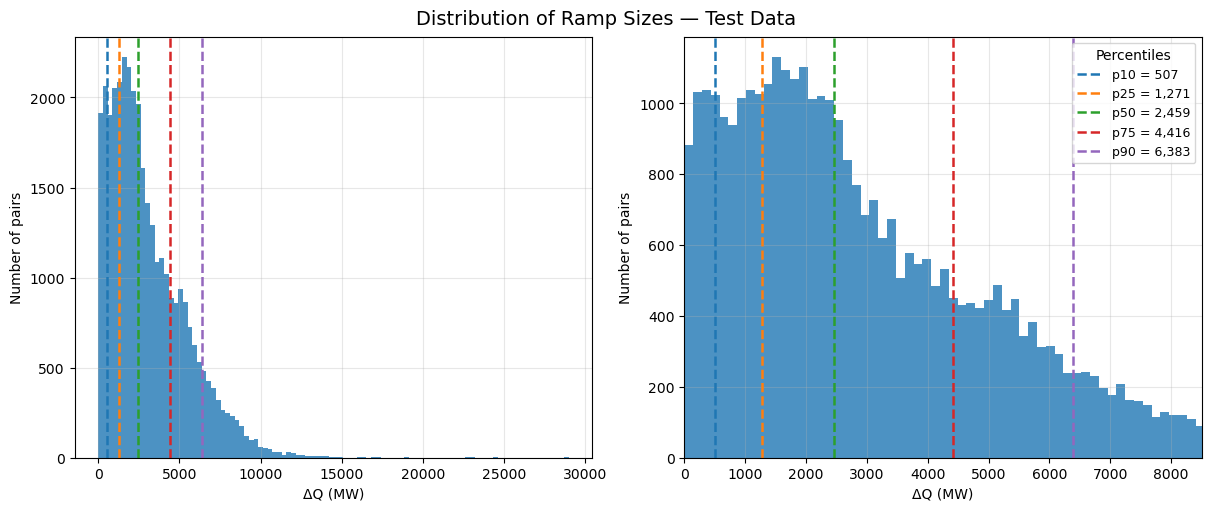 Distribution of Ramp Sizes — Test Data
Number of pairs
2000
1500
1000
500
0
0
5000
10000
15000
20000
25000
30000
ΔQ (MW)
Number of pairs
1000
800
600
400
200
0
0
1000
2000
3000
4000
5000
6000
7000
8000
ΔQ (MW)
Percentiles
p10 = 507
p25 = 1,271
p50 = 2,459
p75 = 4,416
p90 = 6,383